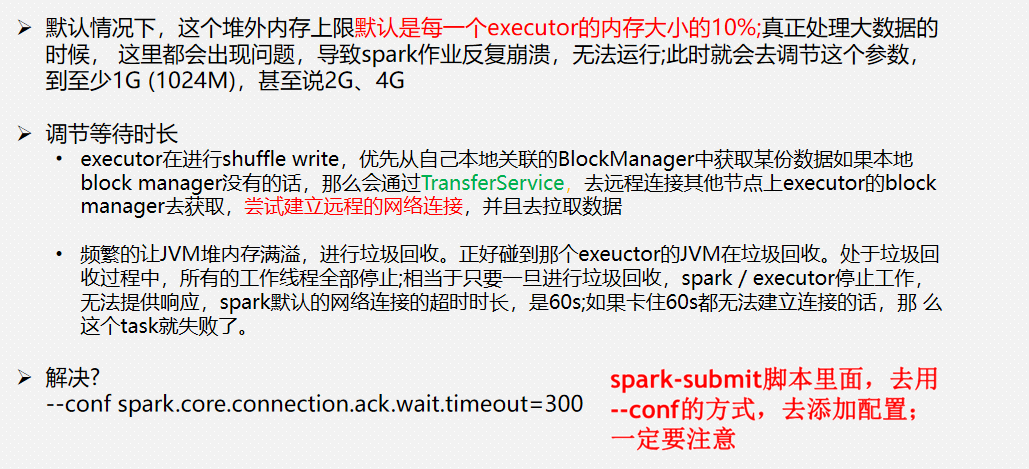 ➢ 默认情况下，这个堆外内存上限默认是每一个executor的内存大小的10%;真正处理大数据的
时候， 这里都会出现问题，导致spark作业反复崩溃，无法运行;此时就会去调节这个参数，
到至少1G (1024M)，甚至说2G、4G
➢ 调节等待时长
• executor在进行shuffle write，优先从自己本地关联的BlockManager中获取某份数据如果本地
block manager没有的话，那么会通过TransferService，去远程连接其他节点上executor的block
manager去获取，尝试建立远程的网络连接，并且去拉取数据
• 频繁的让JVM堆内存满溢，进行垃圾回收。正好碰到那个exeuctor的JVM在垃圾回收。处于垃圾回
收过程中，所有的工作线程全部停止;相当于只要一旦进行垃圾回收，spark / executor停止工作，
无法提供响应，spark默认的网络连接的超时时长，是60s;如果卡住60s都无法建立连接的话，那 么
这个task就失败了。
➢ 解决?
--conf spark.core.connection.ack.wait.timeout=300
spark-submit脚本里面，去用
--conf的方式，去添加配置；
一定要注意